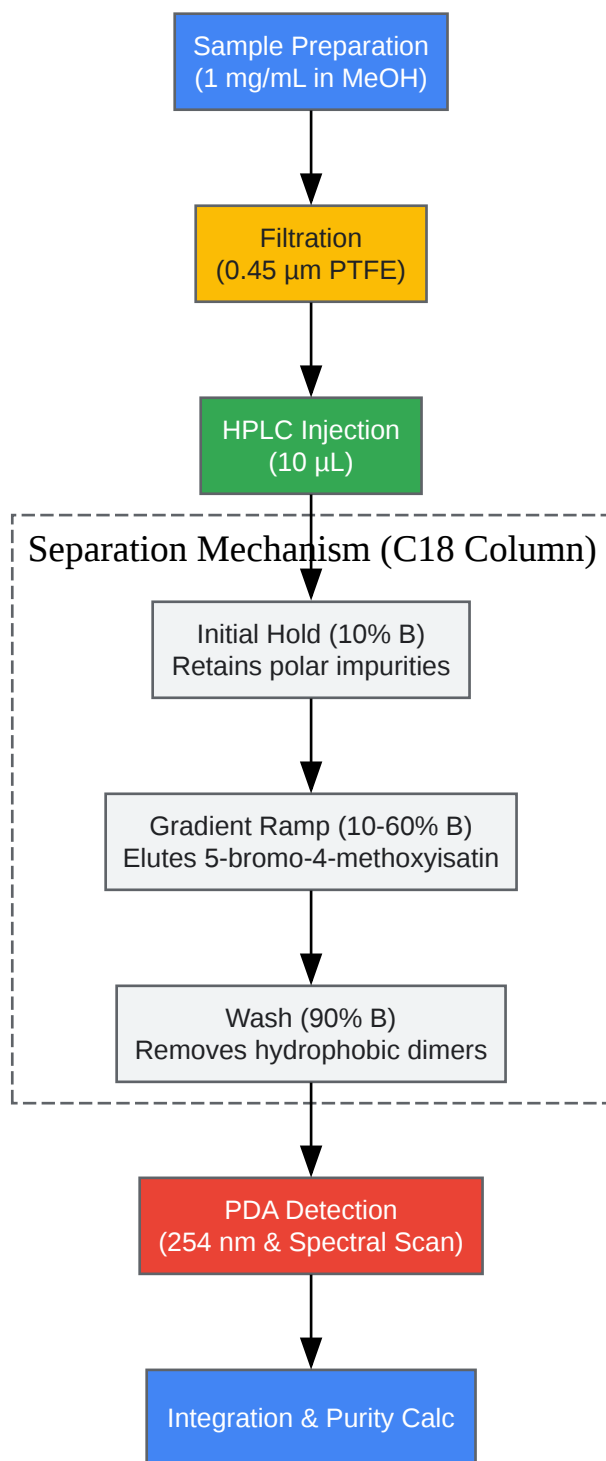 Sample Preparation
(1 mg/mL in MeOH)
Filtration
(0.45 µm PTFE)
HPLC Injection
(10 µL)
Separation Mechanism (C18 Column)
Initial Hold (10% B)
Retains polar impurities
Gradient Ramp (10-60% B)
Elutes 5-bromo-4-methoxyisatin
Wash (90% B)
Removes hydrophobic dimers
PDA Detection
(254 nm & Spectral Scan)
Integration & Purity Calc